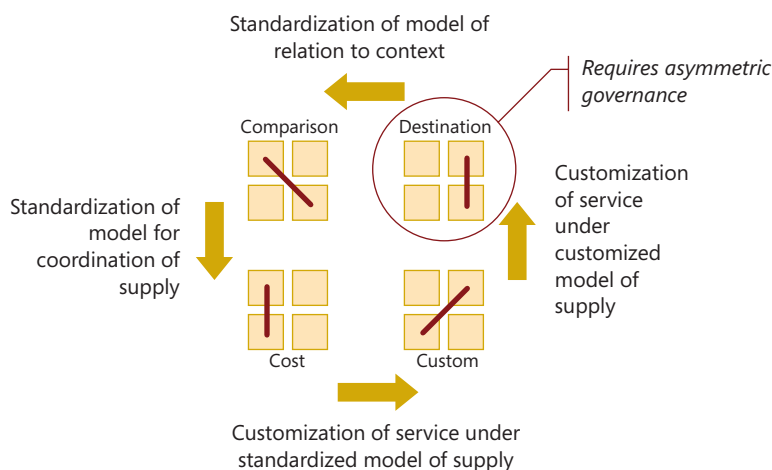 Standardization of model of
relation to context
Requires asymmetric
governance
Comparison
Destination
Standardization of
model for
coordination of
supply
Customization
of service
under
customized
model of
supply
Cost
Custom
Customization of service under
standardized model of supply